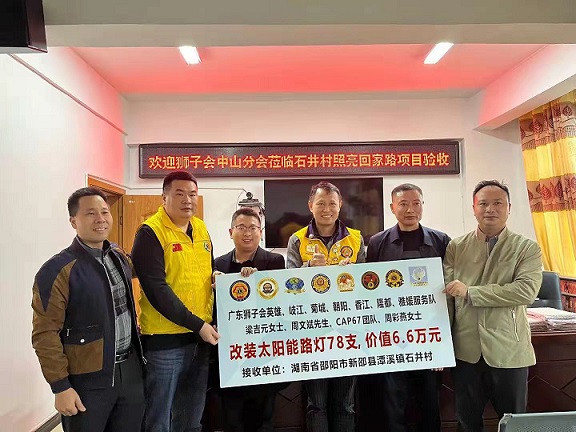 欢迎狮子会中山分会莅临石井村照亮回家路项目验收
广东狮子会英雄、岐江、菊城、朝阳、香江、隆都、雅姬服务队
梁吉元女士、周文斌先生、CAP67团队、周彩燕女士
改装太阳能路灯78支,价值6.6万元
接收单位:湖南省邵阳市新邵县潭溪镇石井村